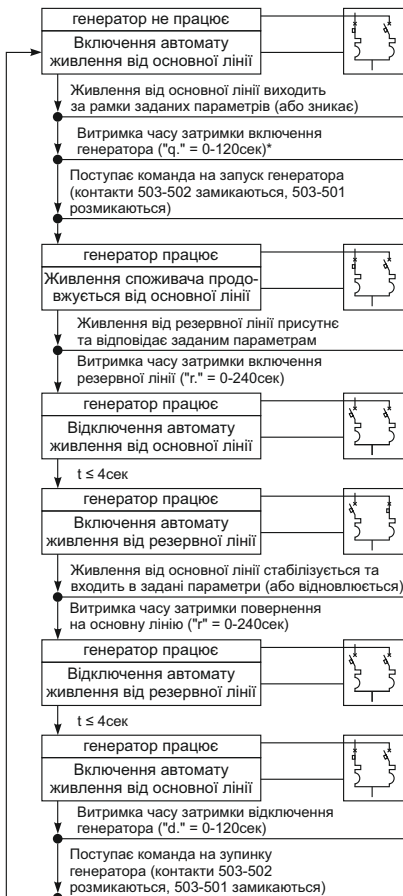 генератор не працює
Включення автомату
живлення від основної лінії
Живлення від основної лінії виходить
за рамки заданих параметрів (або зникає)
Витримка часу затримки включення
генератора ("q." = 0-120сек)*
Поступає команда на запуск генератора
(контакти 503-502 замикаються, 503-501
розмикаються)
генератор працює
Живлення споживача продо-
вжується від основної лінії
Живлення від резервної лінії присутнє
та відповідає заданим параметрам
Витримка часу затримки включення
резервної лінії ("r." = 0-240сек)
генератор працює
Відключення автомату
живлення від основної лінії
t ≤ 4сек
генератор працює
Включення автомату
живлення від резервної лінії
Живлення від основної лінії стабілізується та
входить в задані параметри (або відновлюється)
Витримка часу затримки повернення
на основну лінію ("r" = 0-240сек)
генератор працює
Відключення автомату
живлення від резервної лінії
t ≤ 4сек
генератор працює
Включення автомату
живлення від основної лінії
Витримка часу затримки відключення
генератора ("d." = 0-120сек)
Поступає команда на зупинку
генератора (контакти 503-502
розмикаються, 503-501 замикаються)